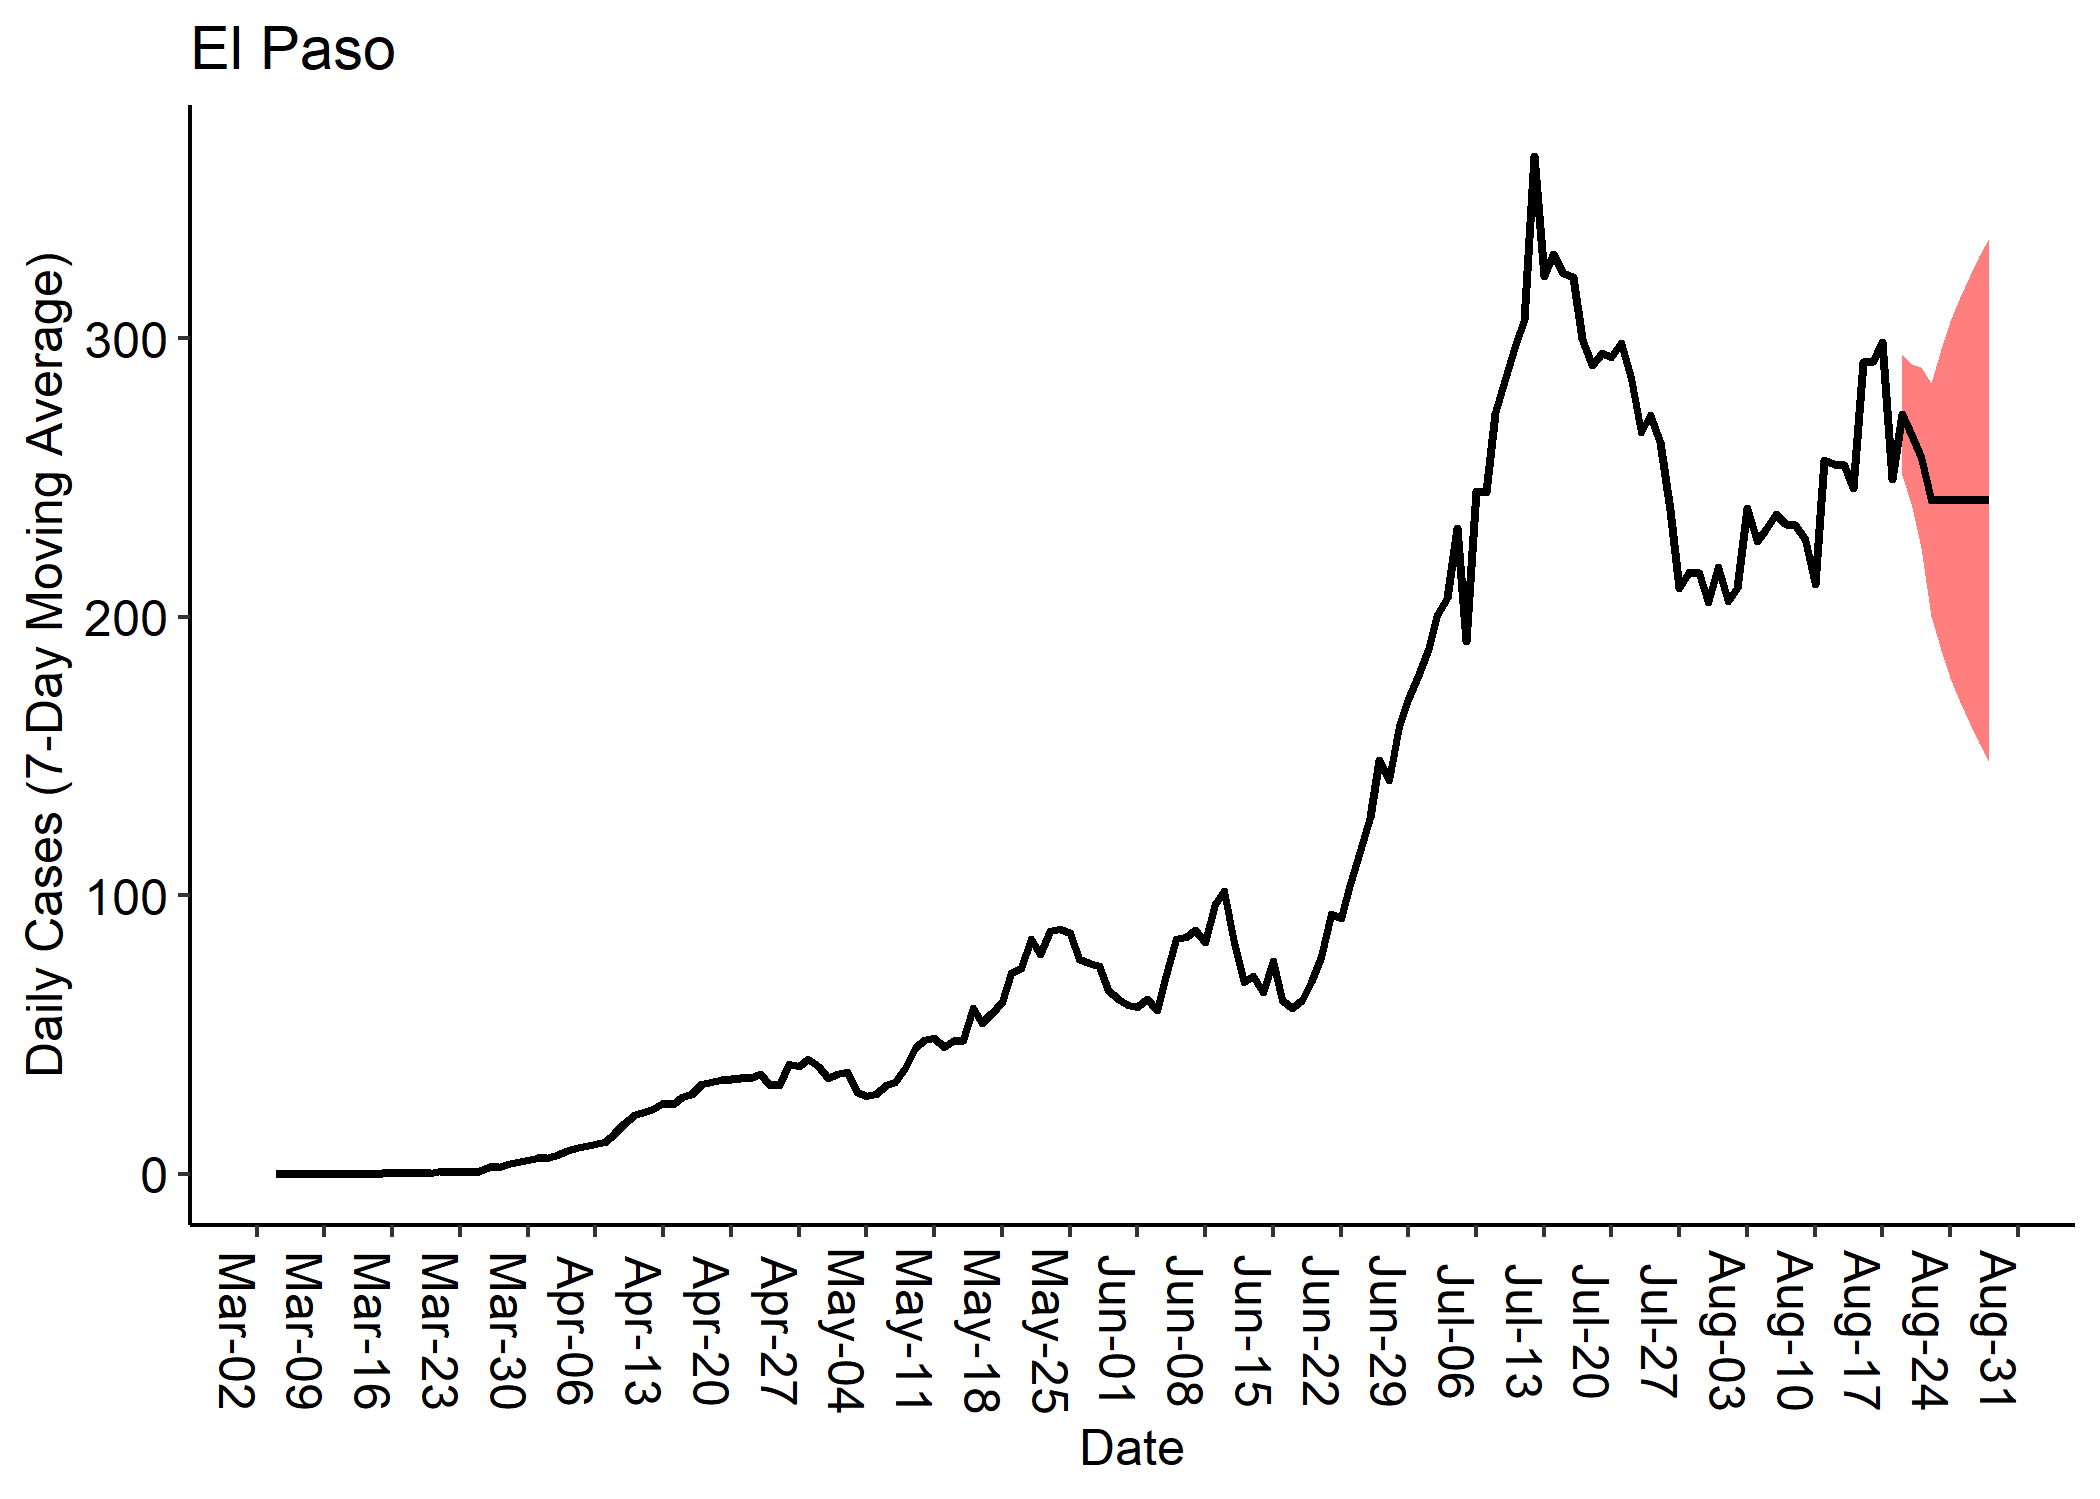 El Paso
Daily Cases (7-Day Moving Average)
300
200
100
0
Mar-02
Mar-09
Mar-16
Mar-23
Mar-30
Apr-06
Apr-13
Apr-20
Apr-27
May-04
May-11
May-18
May-25
Jun-01
Jun-08
Jun-15
Jun-22
Jun-29
Jul-06
Jul-13
Jul-20
Jul-27
Aug-03
Aug-10
Aug-17
Aug-24
Aug-31
Date